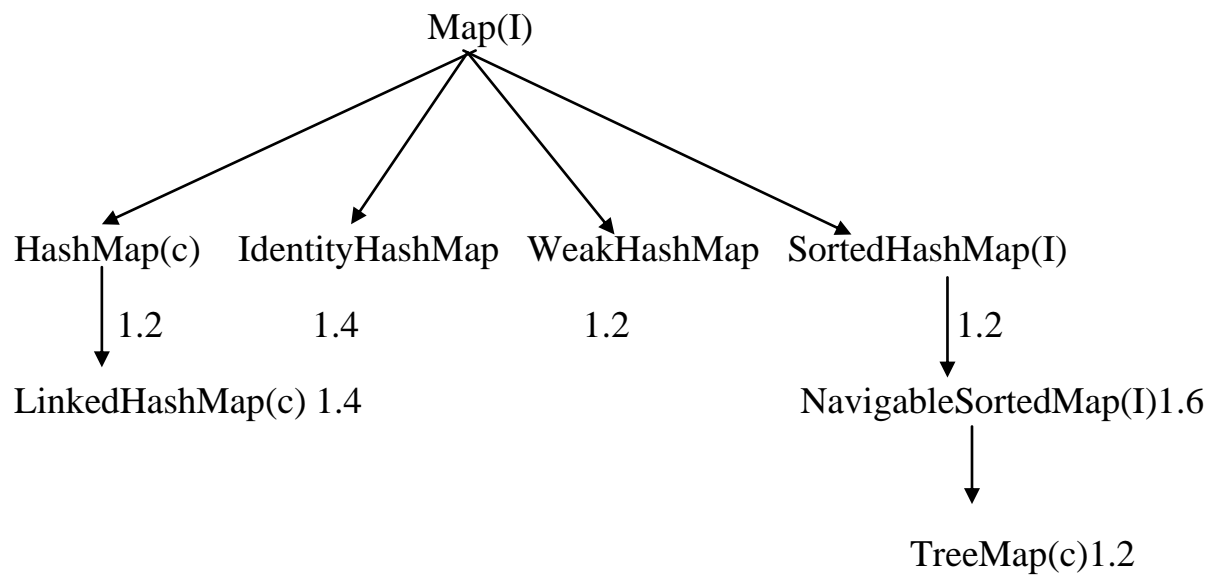 Map(I)
HashMap(c) IdentityHashMap WeakHashMap SortedHashMap(I)
1.2 1.4 1.2 1.2
LinkedHashMap(c) 1.4 NavigableSortedMap(I)1.6
TreeMap(c)1.2